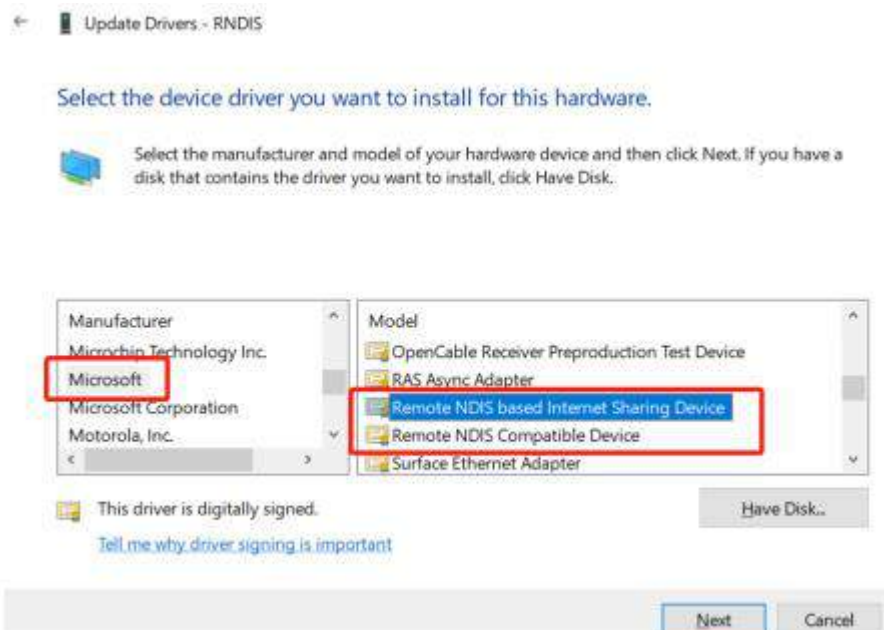 Update Drivers - RNDIS
Select the device driver you want to install for this hardware.
Select the manufacturer and model of your hardware device and then click Next. If you have a
disk that contains the driver you want to install, click Have Disk.
Manufacturer
Microchip Technology Inc.
Microsoft
Microsoft Corporation
Motorola, Inc.
Model
OpenCable Receiver Preproduction Test Device
RAS Async Adapter
Remote NDIS based Internet Sharing Device
Remote NDIS Compatible Device
Surface Ethernet Adapter
This driver is digitally signed.
Have Disk...
Tell me why driver signing is important
Next
Cancel